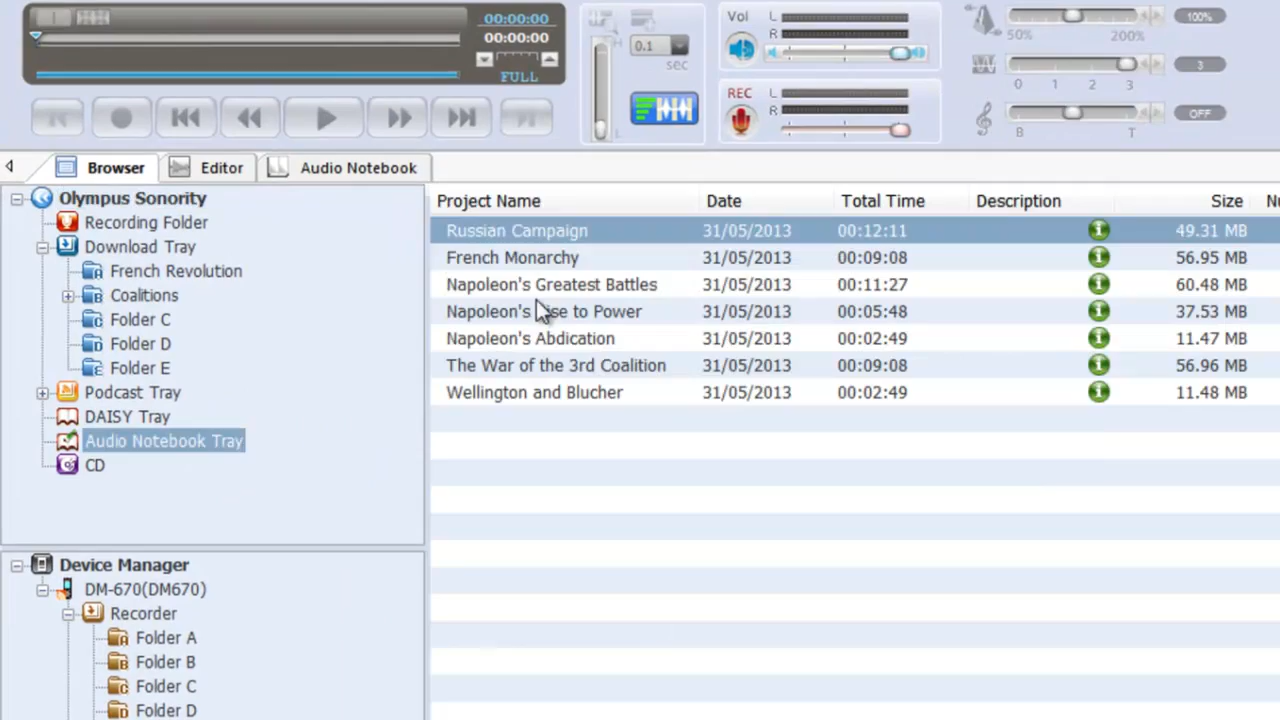 00:00:00
00:00:00
FULL
H
L
0.1
sec
Vol
L
R
REC
L
R
50%
200%
100%
0 1 2 3
3
B
T
OFF
Browser
Editor
Audio Notebook
Olympus Sonority
Recording Folder
Download Tray
French Revolution
Coalitions
Folder C
Folder D
Folder E
Podcast Tray
DAISY Tray
Audio Notebook Tray
CD
Device Manager
DM-670(DM670)
Recorder
Folder A
Folder B
Folder C
Folder D
Project Name Date Total Time Description Size Nu
Russian Campaign 31/05/2013 00:12:11 49.31 MB
French Monarchy 31/05/2013 00:09:08 56.95 MB
Napoleon's Greatest Battles 31/05/2013 00:11:27 60.48 MB
Napoleon's ise to Power 31/05/2013 00:05:48 37.53 MB
Napoleon's Abdication 31/05/2013 00:02:49 11.47 MB
The War of the 3rd Coalition 31/05/2013 00:09:08 56.96 MB
Wellington and Blucher 31/05/2013 00:02:49 11.48 MB